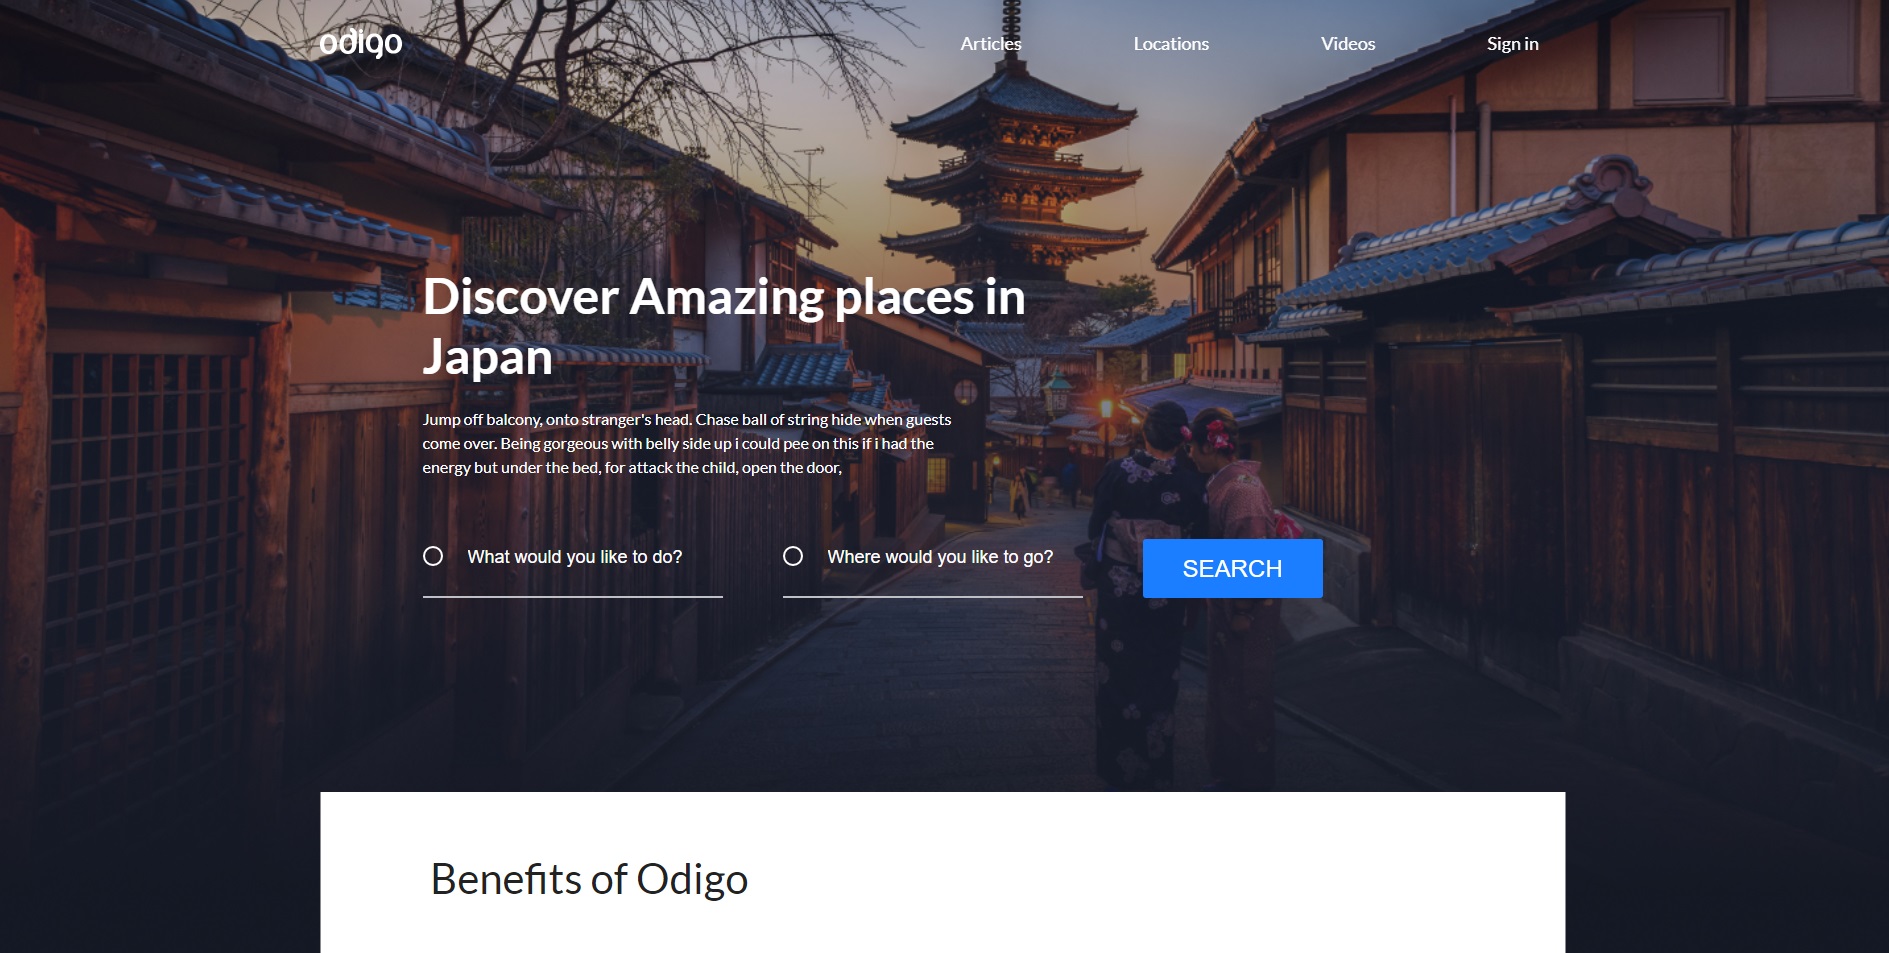 odigo
Articles
Locations
Videos
Sign in
Discover Amazing places in
Japan
Jump off balcony, onto stranger's head. Chase ball of string hide when guests
come over. Being gorgeous with belly side up i could pee on this if i had the
energy but under the bed, for attack the child, open the door,
What would you like to do?
Where would you like to go?
SEARCH
Benefits of Odigo